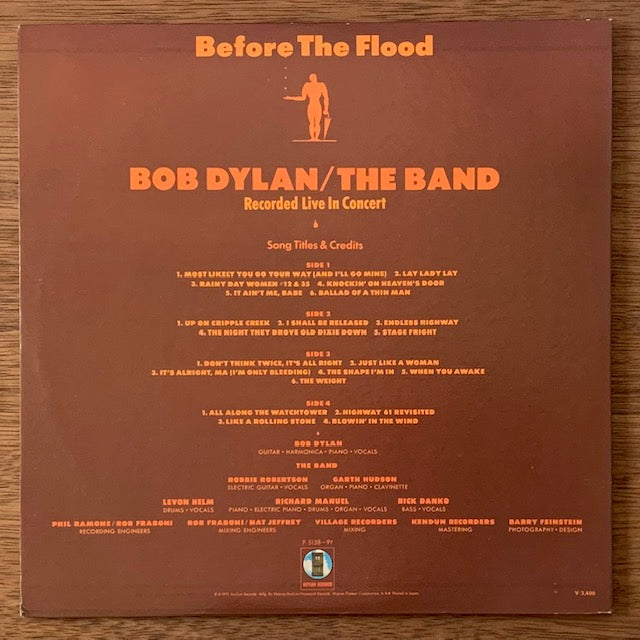 Before The Flood
BOB DYLAN/THE BAND
Recorded Live In Concert
Song Titles & Credits
SIDE 1
1. MOST LIKELY YOU GO YOUR WAY (AND I'LL GO MINE) 2. LAY LADY LAY
3. RAINY DAY WOMEN #12 & 35 4. KNOCKIN' ON HEAVEN'S DOOR
5. IT AIN'T ME, BABE 6. BALLAD OF A THIN MAN
SIDE 2
1. UP ON CRIPPLE CREEK 2. I SHALL BE RELEASED 3. ENDLESS HIGHWAY
4. THE NIGHT THEY DROVE OLD DIXIE DOWN 5. STAGE FRIGHT
SIDE 3
1. DON'T THINK TWICE, IT'S ALL RIGHT 2. JUST LIKE A WOMAN
3. IT'S ALRIGHT, MA (I'M ONLY BLEEDING) 4. THE SHAPE I'M IN 5. WHEN YOU AWAKE
6. THE WEIGHT
SIDE 4
1. ALL ALONG THE WATCHTOWER 2. HIGHWAY 61 REVISITED
3. LIKE A ROLLING STONE 4. BLOWIN' IN THE WIND
BOB DYLAN
GUITAR • HARMONICA • PIANO • VOCALS
THE BAND
ROBBIE ROBERTSON GARTH HUDSON
ELECTRIC GUITAR • VOCALS ORGAN • PIANO • CLAVINETTE
LEVON HELM RICHARD MANUEL RICK DANKO
DRUMS • VOCALS PIANO • ELECTRIC PIANO • DRUMS • ORGAN • VOCALS BASS • VOCALS
PHIL RAMONE/ROB FRABONI ROB FRABONI/NAT JEFFREY VILLAGE RECORDERS KENDUN RECORDERS BARRY FEINSTEIN
RECORDING ENGINEERS MIXING ENGINEERS MIXING MASTERING PHOTOGRAPHY • DESIGN
P-5138~9Y
ASYLUM RECORDS
Printed in Japan
¥ 3,400